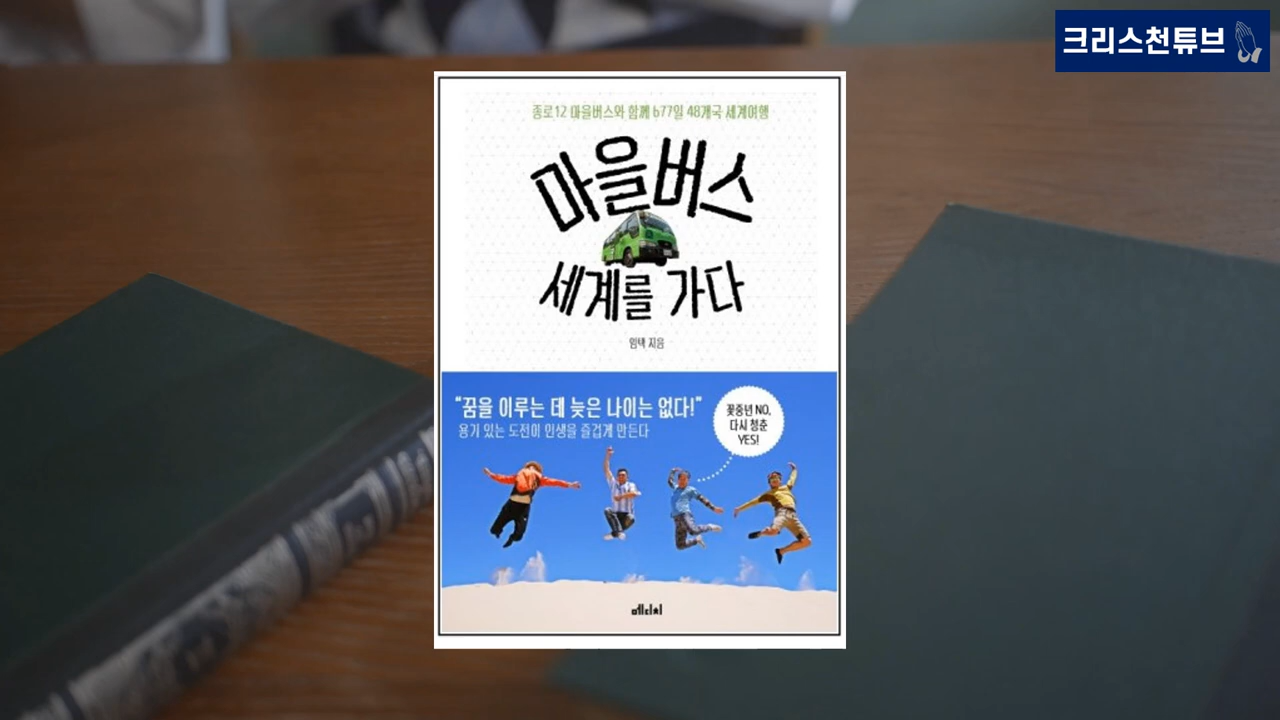 크리스천튜브
종로12 마을버스와 함께 677일 48개국 세계여행
마을버스
세계를 가다
임택 지음
“꿈을 이루는 데 늦은 나이는 없다!”
용기 있는 도전이 인생을 즐겁게 만든다
꽃중년 NO,
다시 청춘
YES!
메디치